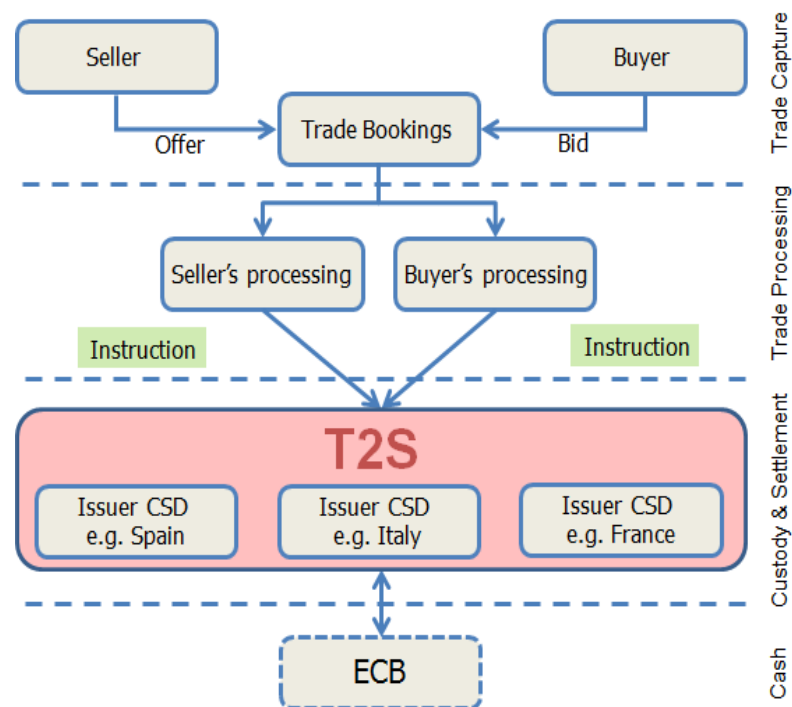 Seller
Buyer
Trade Capture
Offer
Trade Bookings
Bid
Trade Processing
Seller's processing
Buyer's processing
Instruction
Instruction
Custody & Settlement
T2S
Issuer CSD
e.g. Spain
Issuer CSD
e.g. Italy
Issuer CSD
e.g. France
Cash
ECB